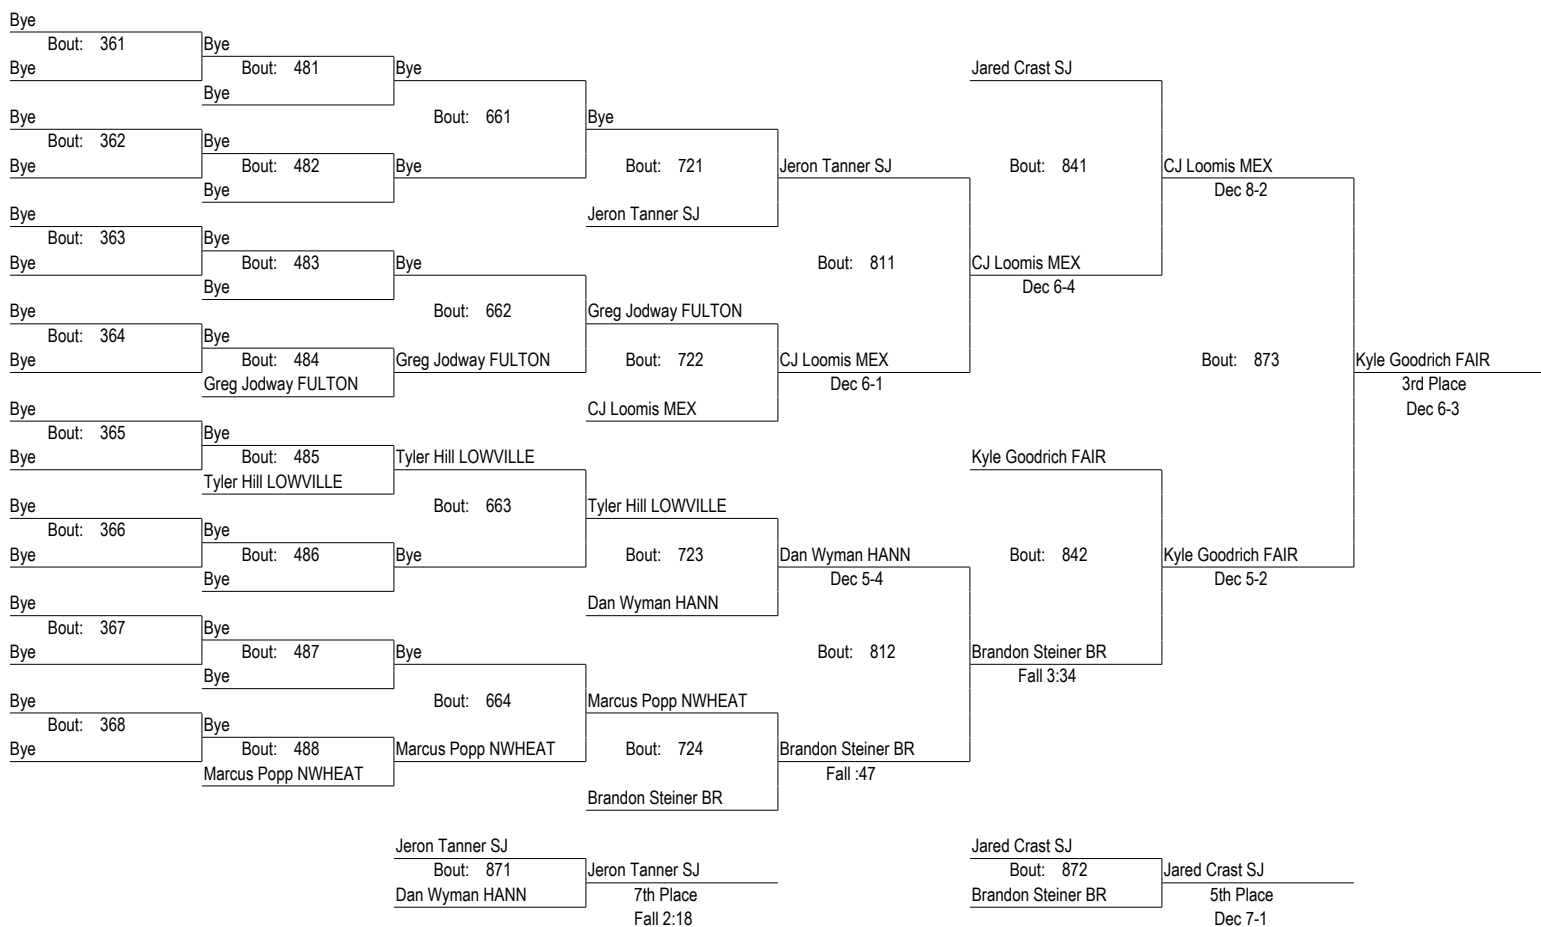 Bye
Bout: 361
Bye
Bye
Bout: 481
Bye
Bye
Bout: 362
Bye
Bye
Bout: 482
Bye
Bye
Bout: 661
Bye
Bye
Bout: 363
Bye
Bye
Bout: 483
Bye
Bye
Bout: 364
Bye
Bye
Bout: 484
Greg Jodway FULTON
Bye
Bout: 662
Greg Jodway FULTON
Bye
Bout: 365
Bye
Bye
Bout: 485
Tyler Hill LOWVILLE
Bye
Bout: 366
Bye
Bye
Bout: 486
Bye
Tyler Hill LOWVILLE
Bout: 663
Bye
Bye
Bout: 367
Bye
Bye
Bout: 487
Bye
Bye
Bout: 368
Bye
Bye
Bout: 488
Marcus Popp NWHEAT
Bye
Bout: 664
Marcus Popp NWHEAT
Bye
Bout: 721
Jeron Tanner SJ
Greg Jodway FULTON
Bout: 722
CJ Loomis MEX
Tyler Hill LOWVILLE
Bout: 723
Dan Wyman HANN
Marcus Popp NWHEAT
Bout: 724
Brandon Steiner BR
Jeron Tanner SJ
Bout: 811
CJ Loomis MEX
Dec 6-1
Dan Wyman HANN
Dec 5-4
Bout: 812
Brandon Steiner BR
Fall :47
Jared Crast SJ
Bout: 841
CJ Loomis MEX
Dec 6-4
Kyle Goodrich FAIR
Bout: 842
Brandon Steiner BR
Fall 3:34
CJ Loomis MEX
Dec 8-2
Bout: 873
Kyle Goodrich FAIR
Dec 5-2
Kyle Goodrich FAIR
3rd Place
Dec 6-3
Jeron Tanner SJ
Bout: 871
Dan Wyman HANN
Jeron Tanner SJ
7th Place
Fall 2:18
Jared Crast SJ
Bout: 872
Brandon Steiner BR
Jared Crast SJ
5th Place
Dec 7-1